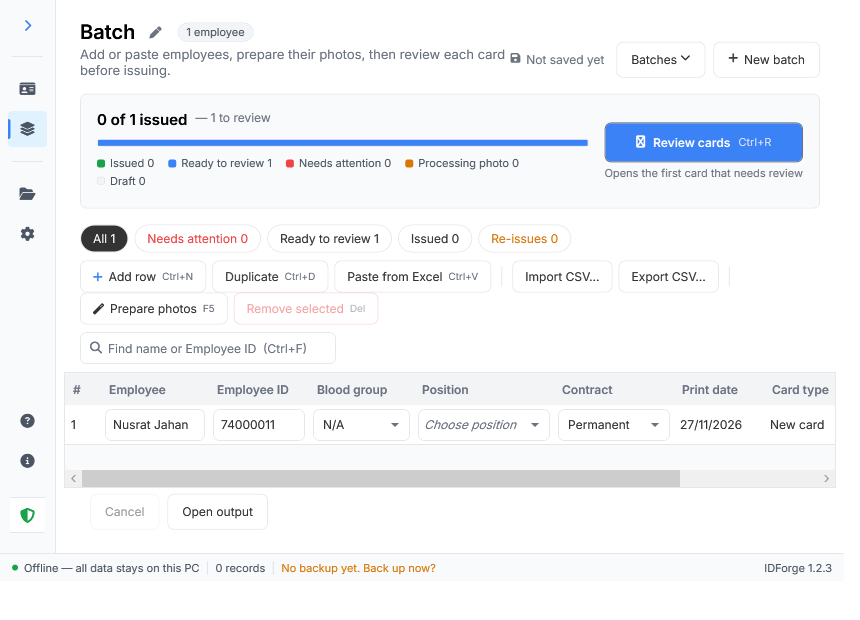 Batch 1 employee
Add or paste employees, prepare their photos, then review each card
before issuing.
Not saved yet Batches New batch
0 of 1 issued — 1 to review
Issued 0 Ready to review 1 Needs attention 0 Processing photo 0
Draft 0
Review cards Ctrl+R
Opens the first card that needs review
All 1 Needs attention 0 Ready to review 1 Issued 0 Re-issues 0
+ Add row Ctrl+N Duplicate Ctrl+D Paste from Excel Ctrl+V Import CSV... Export CSV...
Prepare photos F5 Remove selected Del
Find name or Employee ID (Ctrl+F)
# Employee Employee ID Blood group Position Contract Print date Card type
1 Nusrat Jahan 74000011 N/A Choose position Permanent 27/11/2026 New card
Cancel Open output
Offline — all data stays on this PC 0 records No backup yet. Back up now? IDForge 1.2.3